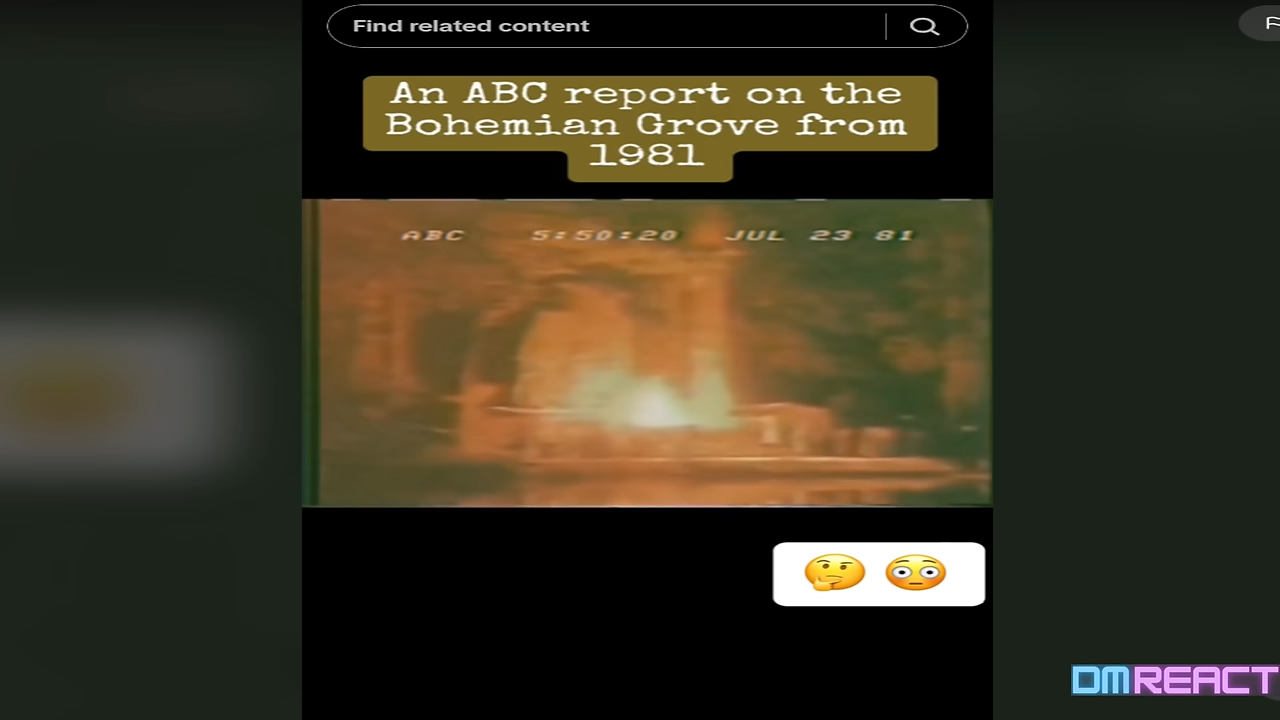 Find related content
An ABC report on the
Bohemian Grove from
1981
ABC 5:50:20 JUL 23 81
DMREACT